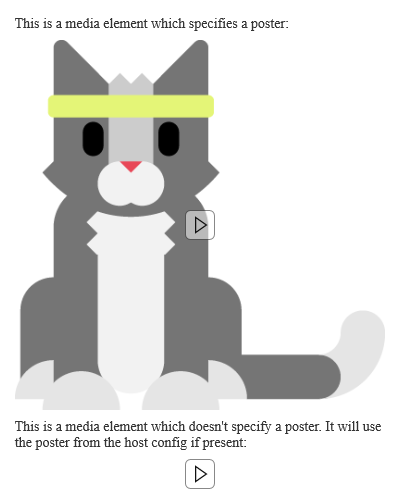 This is a media element which specifies a poster:
This is a media element which doesn't specify a poster. It will use
the poster from the host config if present: